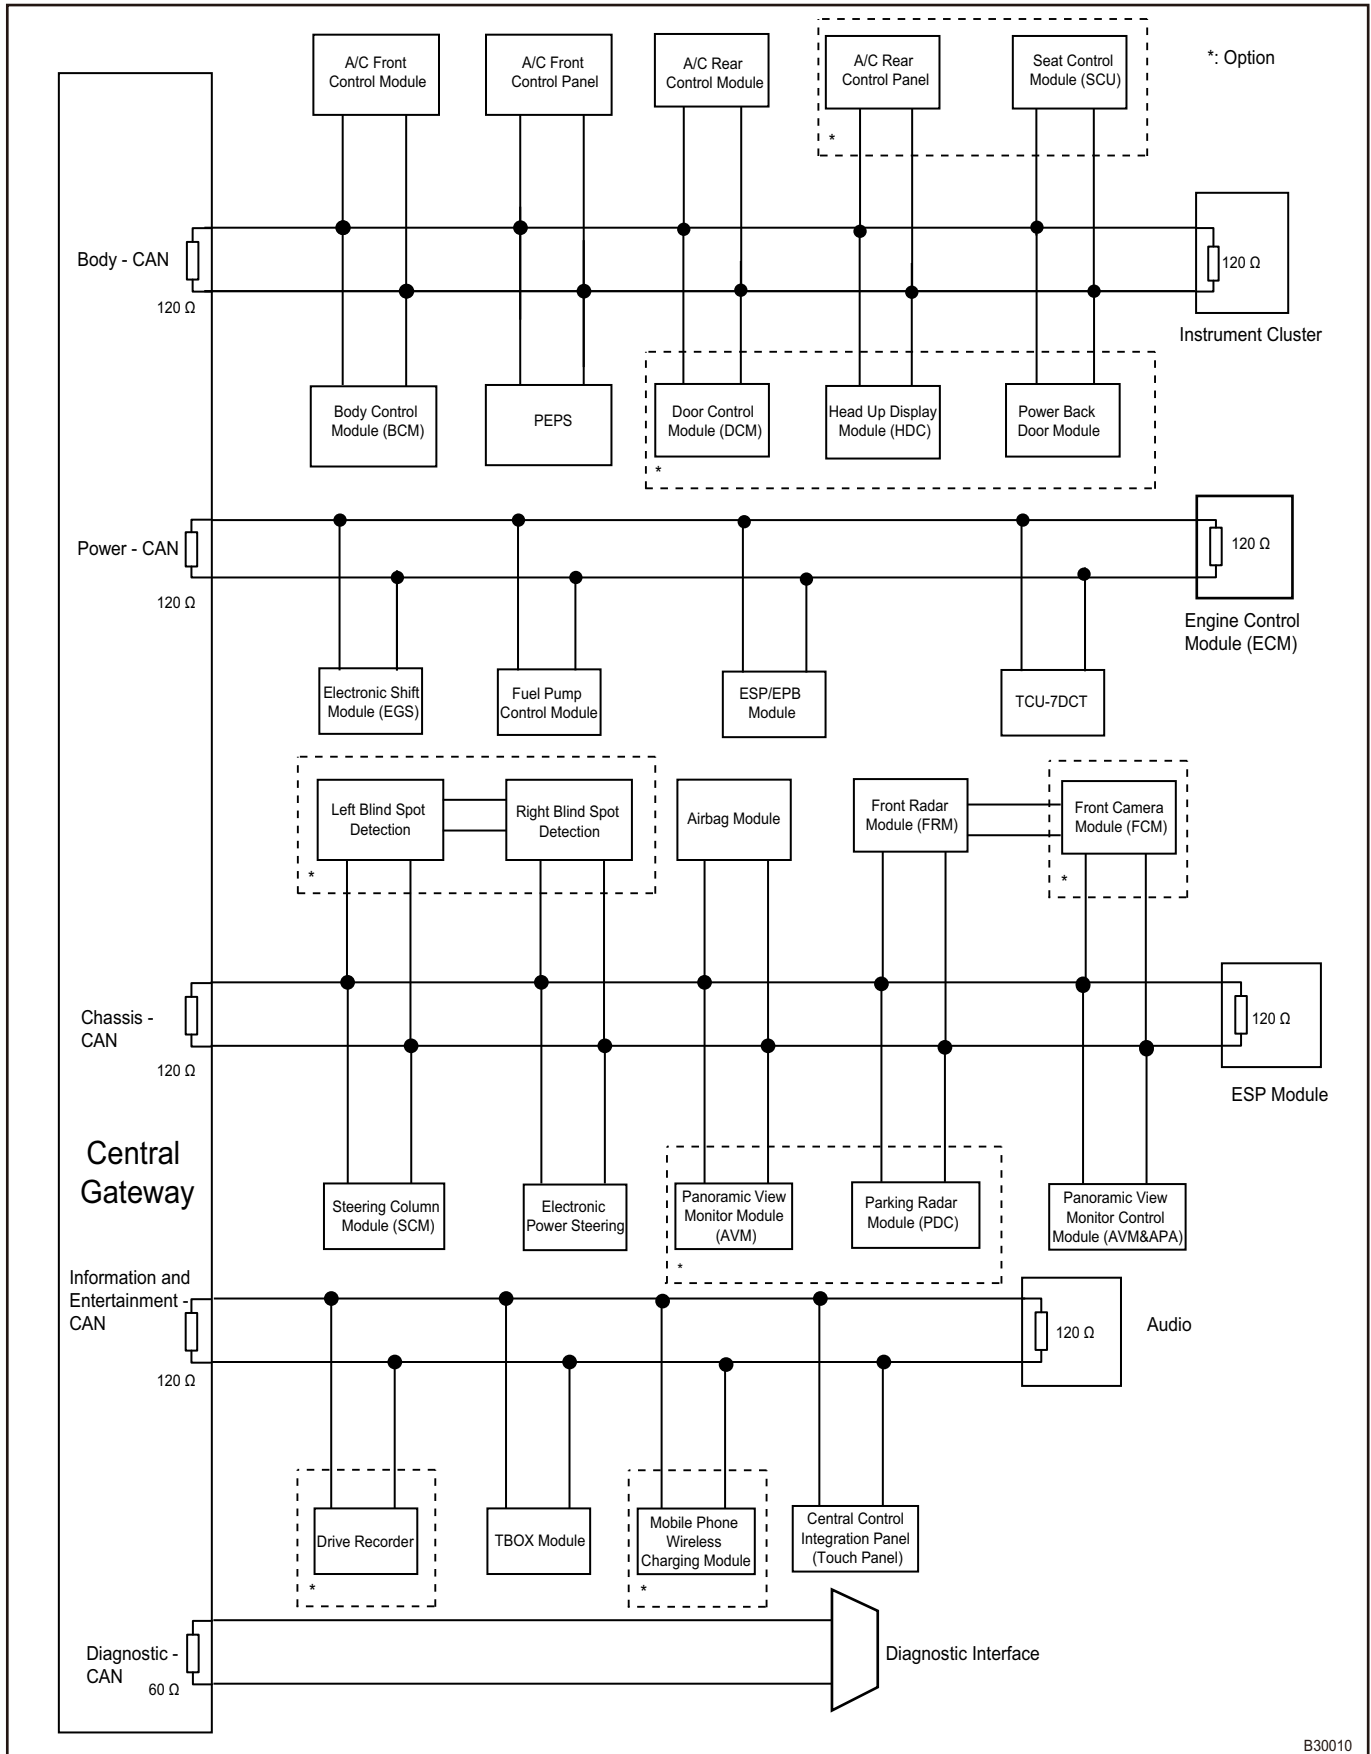 A/C Front
Control Module
A/C Front
Control Panel
A/C Rear
Control Module
A/C Rear
Control Panel
Seat Control
Module (SCU)
*: Option
*
Body - CAN
120 Ω
120 Ω
Instrument Cluster
Body Control
Module (BCM)
PEPS
Door Control
Module (DCM)
Head Up Display
Module (HDC)
Power Back
Door Module
*
Power - CAN
120 Ω
120 Ω
Engine Control
Module (ECM)
Electronic Shift
Module (EGS)
Fuel Pump
Control Module
ESP/EPB
Module
TCU-7DCT
Left Blind Spot
Detection
Right Blind Spot
Detection
*
Airbag Module
Front Radar
Module (FRM)
Front Camera
Module (FCM)
*
Chassis -
CAN
120 Ω
120 Ω
ESP Module
Central
Gateway
Steering Column
Module (SCM)
Electronic
Power Steering
Panoramic View
Monitor Module
(AVM)
Parking Radar
Module (PDC)
*
Panoramic View
Monitor Control
Module (AVM&APA)
Information and
Entertainment -
CAN
120 Ω
120 Ω
Audio
Drive Recorder
*
TBOX Module
Mobile Phone
Wireless
Charging Module
*
Central Control
Integration Panel
(Touch Panel)
Diagnostic -
CAN
60 Ω
Diagnostic Interface
B30010